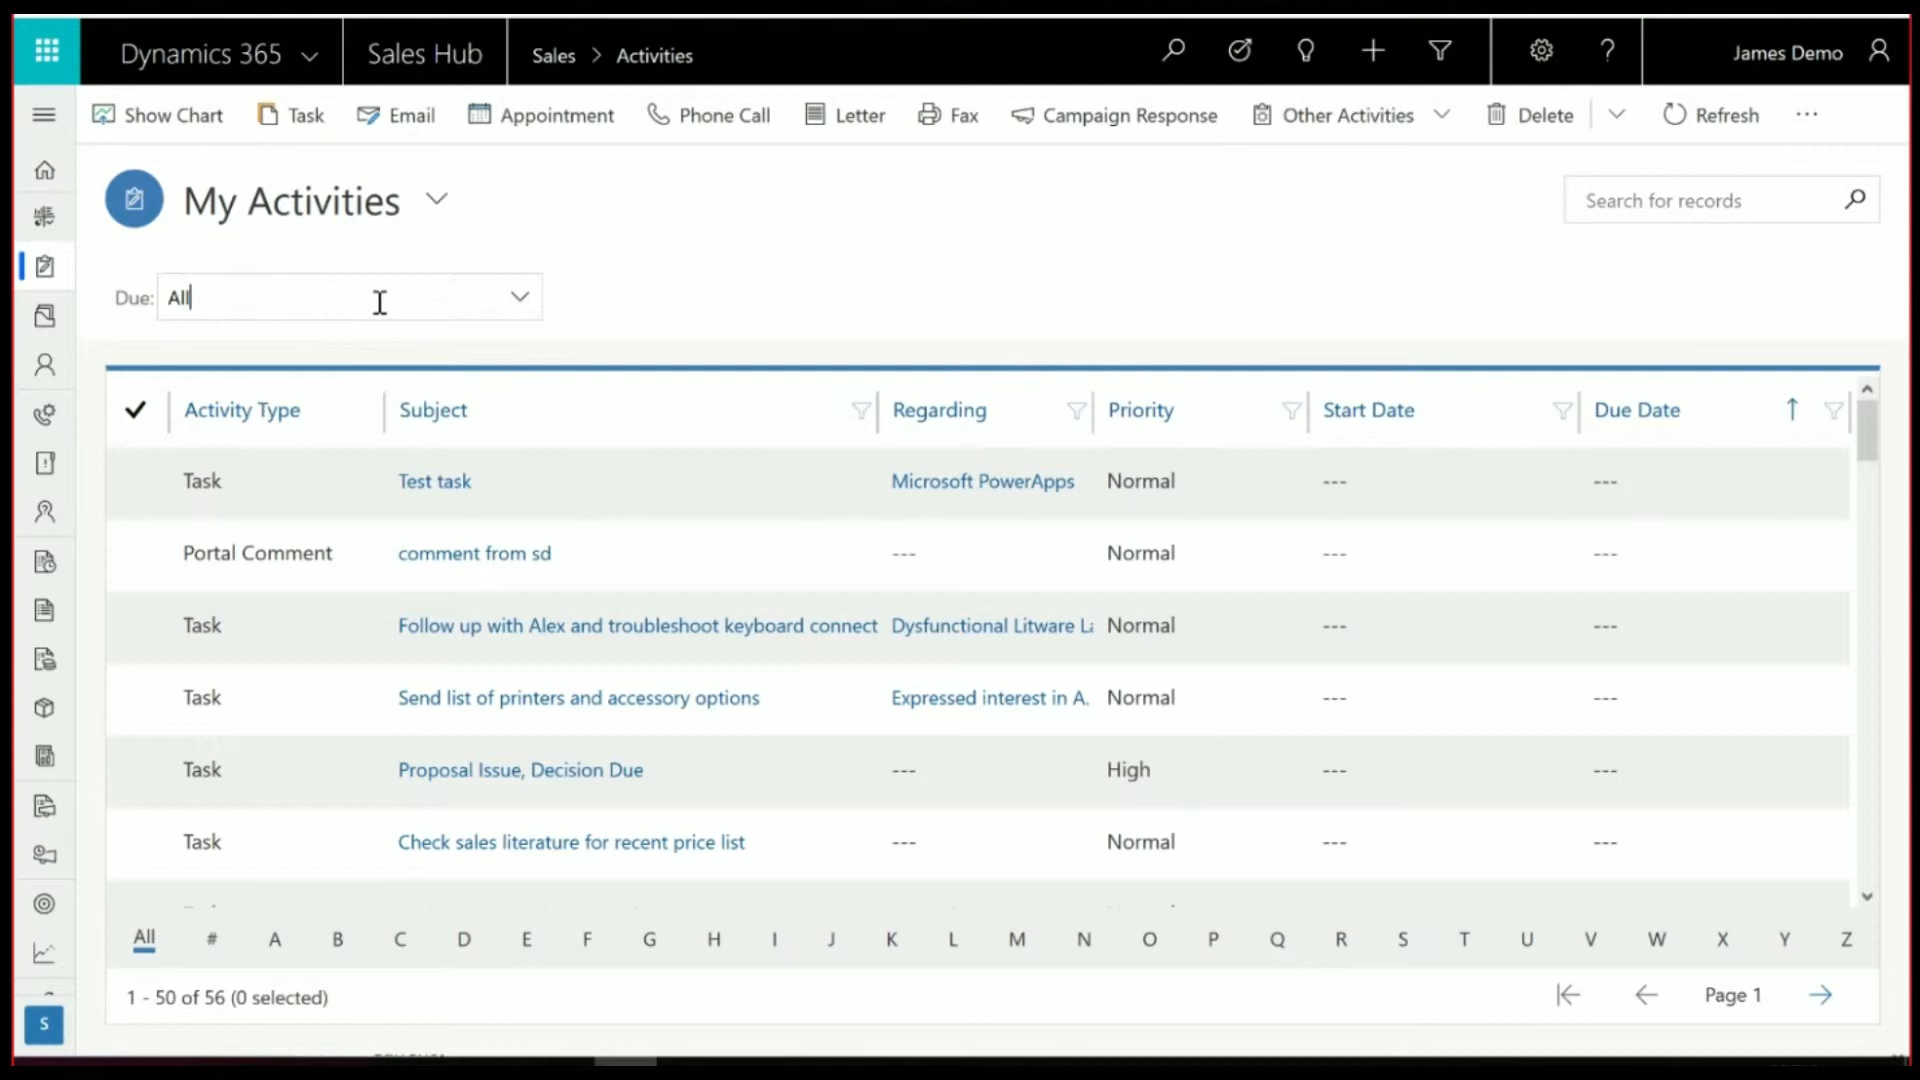 Dynamics 365 Sales Hub Sales > Activities James Demo
Show Chart Task Email Appointment Phone Call Letter Fax Campaign Response Other Activities Delete Refresh ...
My Activities
Search for records
Due: All
Activity Type Subject Regarding Priority Start Date Due Date
Task Test task Microsoft PowerApps Normal --- ---
Portal Comment comment from sd --- Normal --- ---
Task Follow up with Alex and troubleshoot keyboard connect Dysfunctional Litware Normal --- ---
Task Send list of printers and accessory options Expressed interest in A. Normal --- ---
Task Proposal Issue, Decision Due --- High --- ---
Task Check sales literature for recent price list --- Normal --- ---
All # A B C D E F G H I J K L M N O P Q R S T U V W X Y Z
1 - 50 of 56 (0 selected) Page 1
S